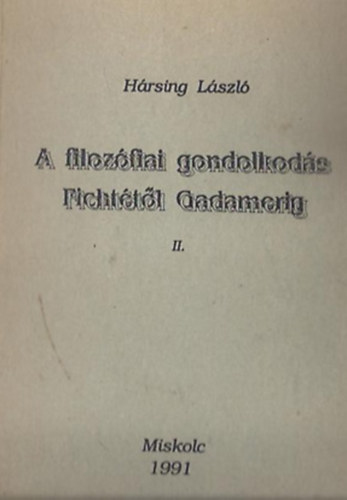 Hársing László
A filozófiai gondolkodás
Fichtétől Gadamerig
II.
Miskolc
1991